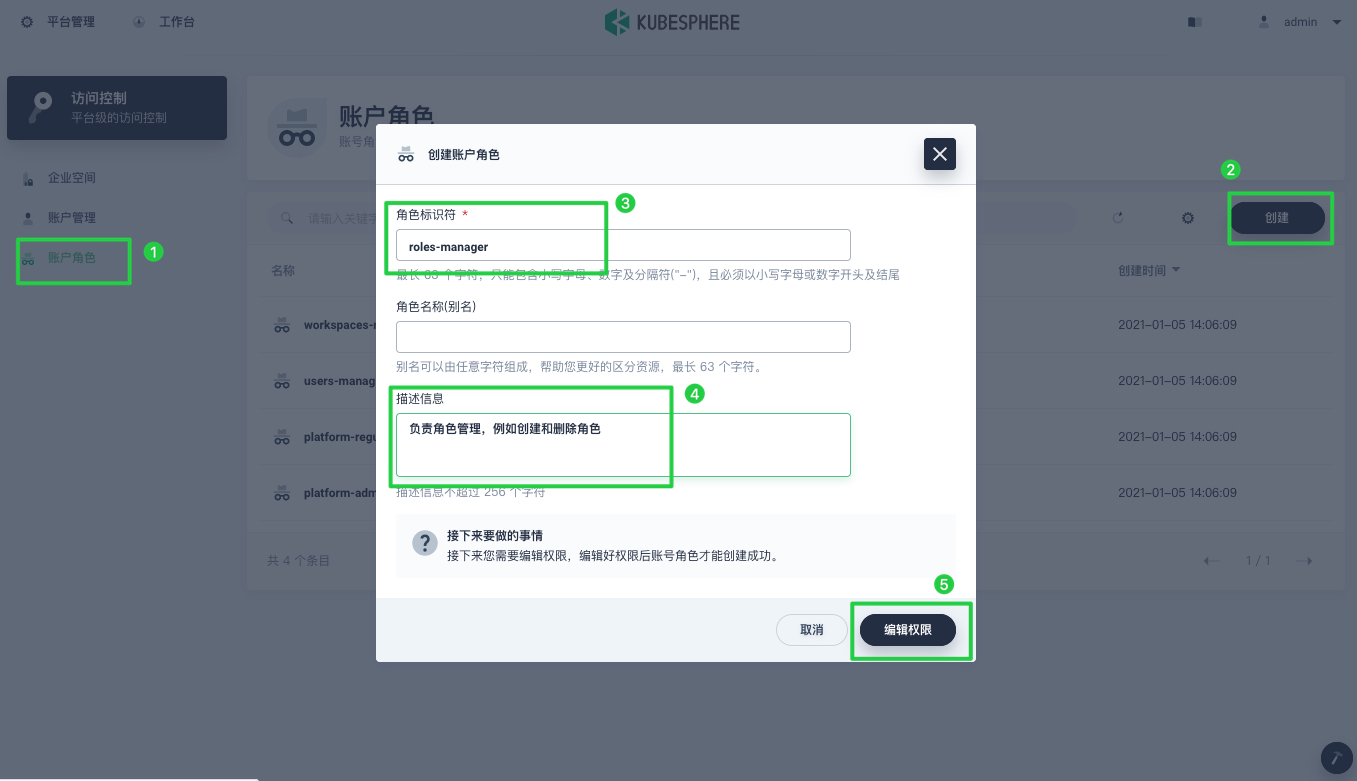 平台管理
工作台
KUBESPHERE
admin
访问控制
平台级的访问控制
企业空间
账户管理
账户角色
1
账户角色
账号角
请输入关键字
2
创建
名称
创建时间
workspaces-
2021-01-05 14:06:09
users-manag
2021-01-05 14:06:09
platform-regu
2021-01-05 14:06:09
platform-adm
2021-01-05 14:06:09
共 4 个条目
1 / 1
创建账户角色
3
角色标识符 *
roles-manager
最长 63 个字符，只能包含小写字母、数字及分隔符("-")，且必须以小写字母或数字开头及结尾
角色名称(别名)
别名可以由任意字符组成，帮助您更好的区分资源，最长 63 个字符。
4
描述信息
负责角色管理，例如创建和删除角色
描述信息不超过 256 个字符
?
接下来要做的事情
接下来您需要编辑权限，编辑好权限后账号角色才能创建成功。
5
取消
编辑权限